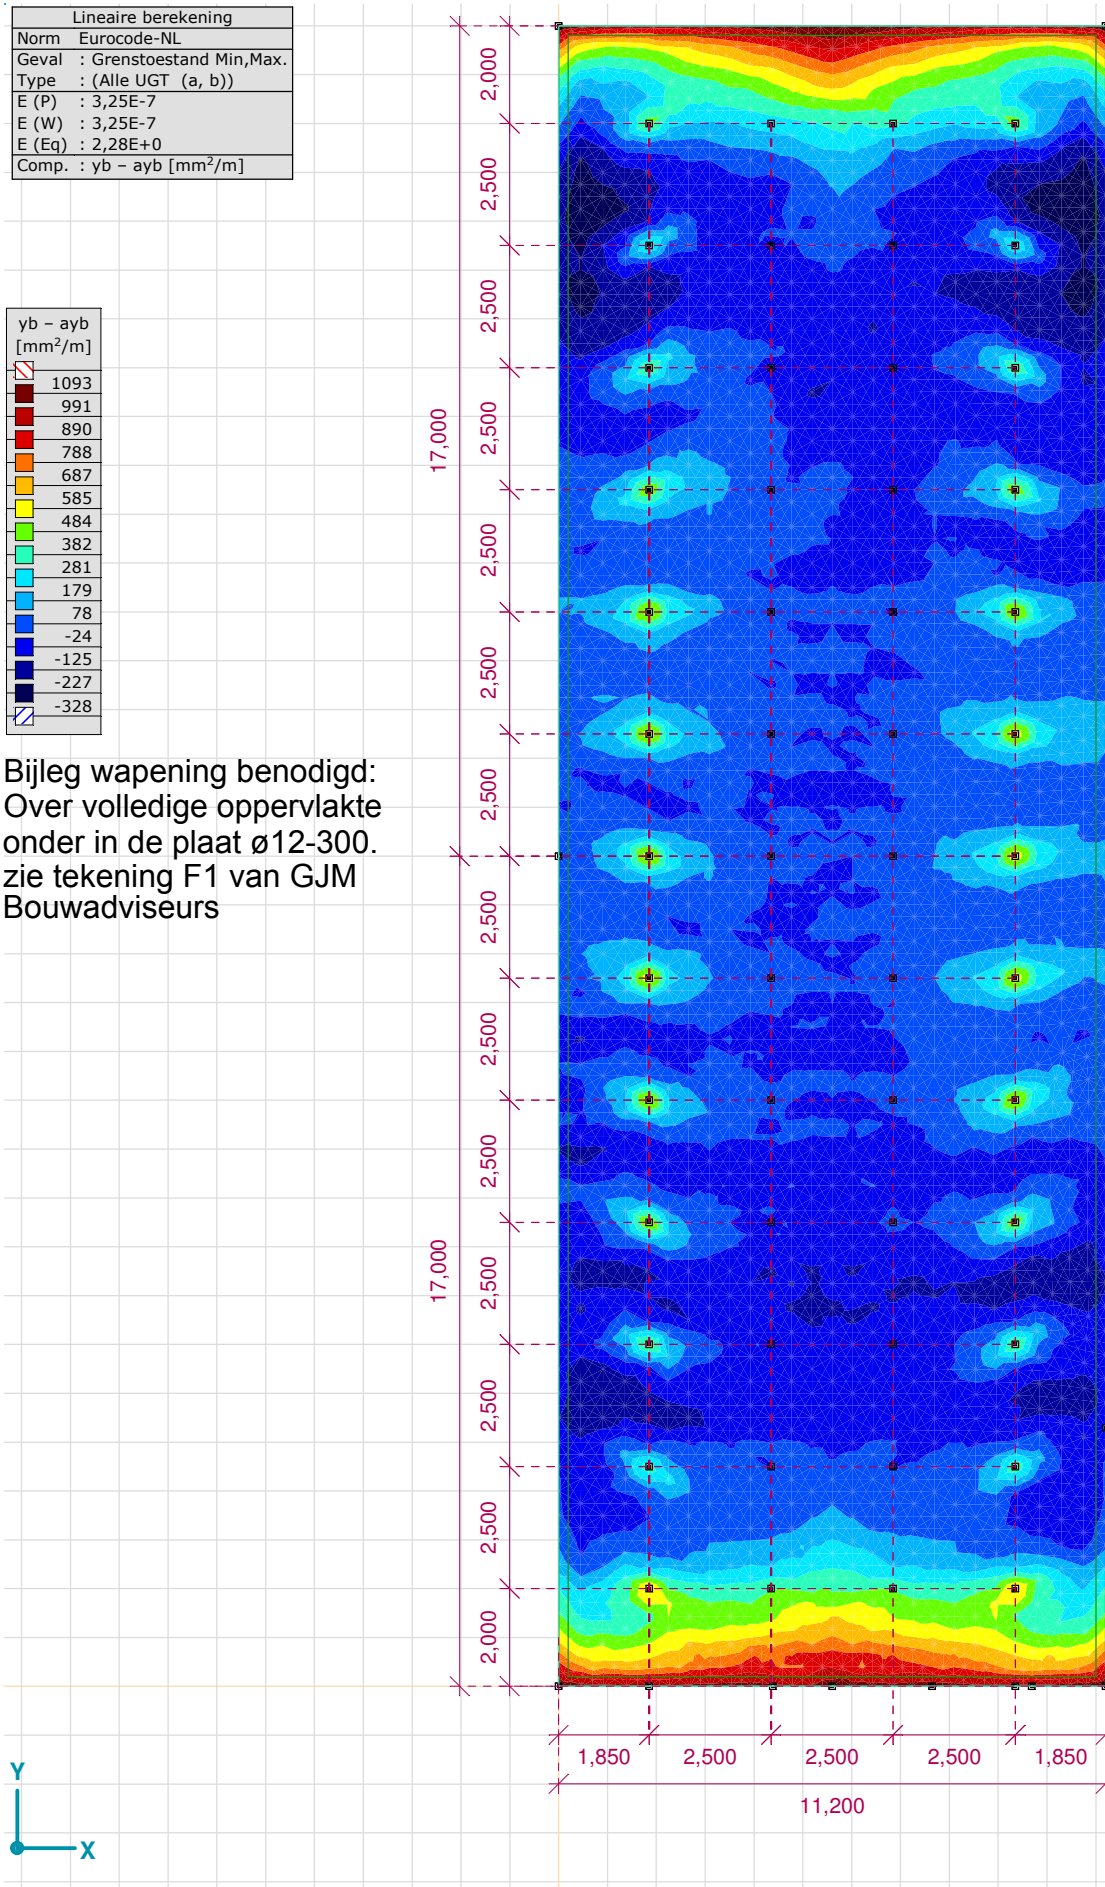 Lineaire berekening
Norm Eurocode-NL
Geval : Grenstoestand Min,Max.
Type : (Alle UGT (a, b))
E (P) : 3,25E-7
E (W) : 3,25E-7
E (Eq) : 2,28E+0
Comp. : yb – ayb [mm²/m]
yb – ayb
[mm²/m]
1093
991
890
788
687
585
484
382
281
179
78
-24
-125
-227
-328
Bijleg wapening benodigd:
Over volledige oppervlakte
onder in de plaat ø12-300.
zie tekening F1 van GJM
Bouwadviseurs
17,000
17,000
2,000
2,500
2,500
2,500
2,500
2,500
2,500
2,500
2,500
2,500
2,500
2,500
2,500
2,000
1,850
2,500
2,500
2,500
1,850
11,200
Y
X